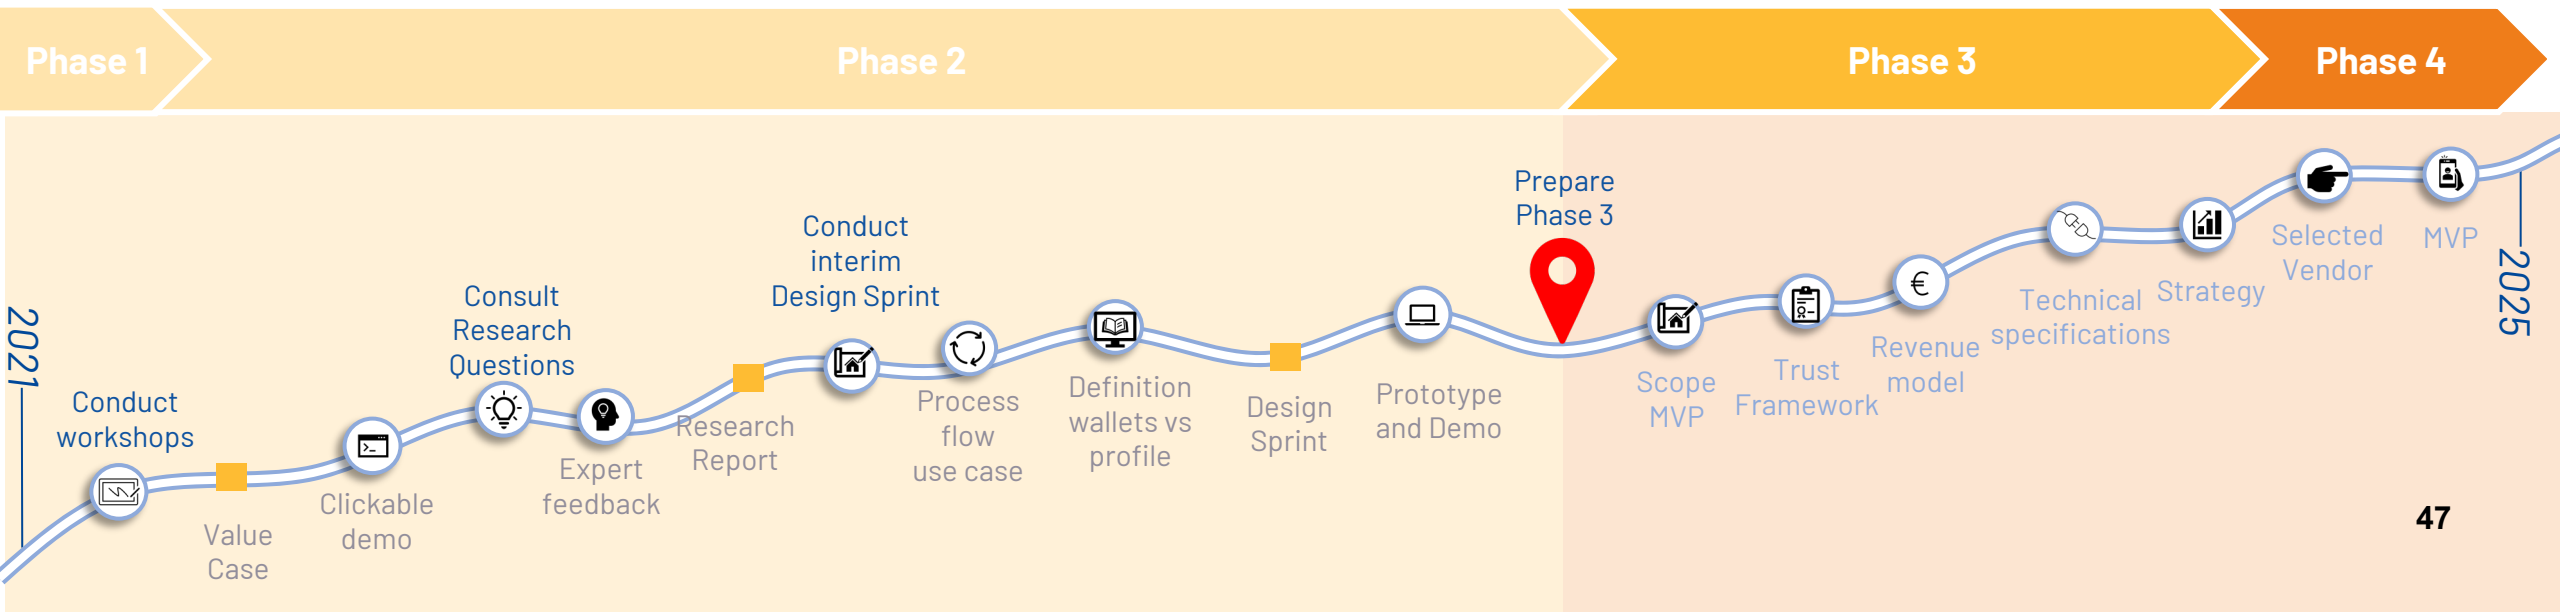 Phase 1
Phase 2
Phase 3
Phase 4
2021
Conduct
workshops
Value
Case
Clickable
demo
Consult
Research
Questions
Expert
feedback
Research
Report
Conduct
interim
Design Sprint
Process
flow
use case
Definition
wallets vs
profile
Design
Sprint
Prototype
and Demo
Prepare
Phase 3
Scope
MVP
Trust
Framework
€
Revenue
model
Technical
specifications
Strategy
Selected
Vendor
MVP
2025
47